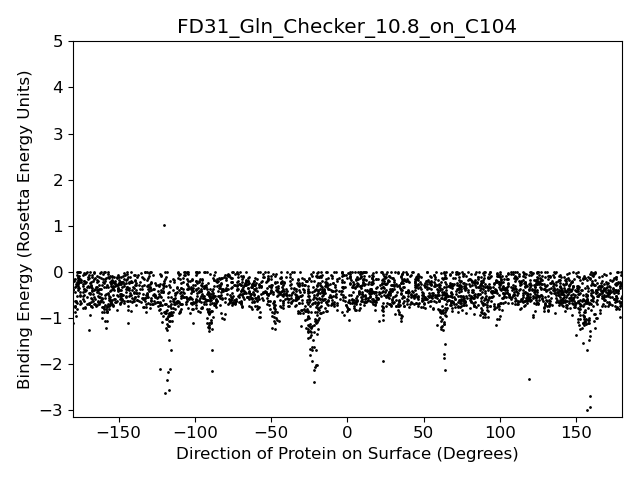 FD31_Gln_Checker_10.8_on_C104
Binding Energy (Rosetta Energy Units)
5
4
3
2
1
0
−1
−2
−3
−150 −100 −50 0 50 100 150
Direction of Protein on Surface (Degrees)